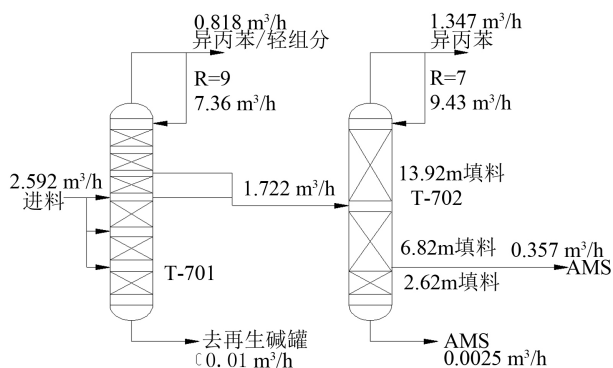 0.818 m³/h
异丙苯/轻组分
R=9
7.36 m³/h
2.592 m³/h
进料
T-701
去再生碱罐
0.01 m³/h
1.722 m³/h
1.347 m³/h
异丙苯
R=7
9.43 m³/h
13.92m填料
T-702
6.82m填料
0.357 m³/h
AMS
2.62m填料
AMS
0.0025 m³/h